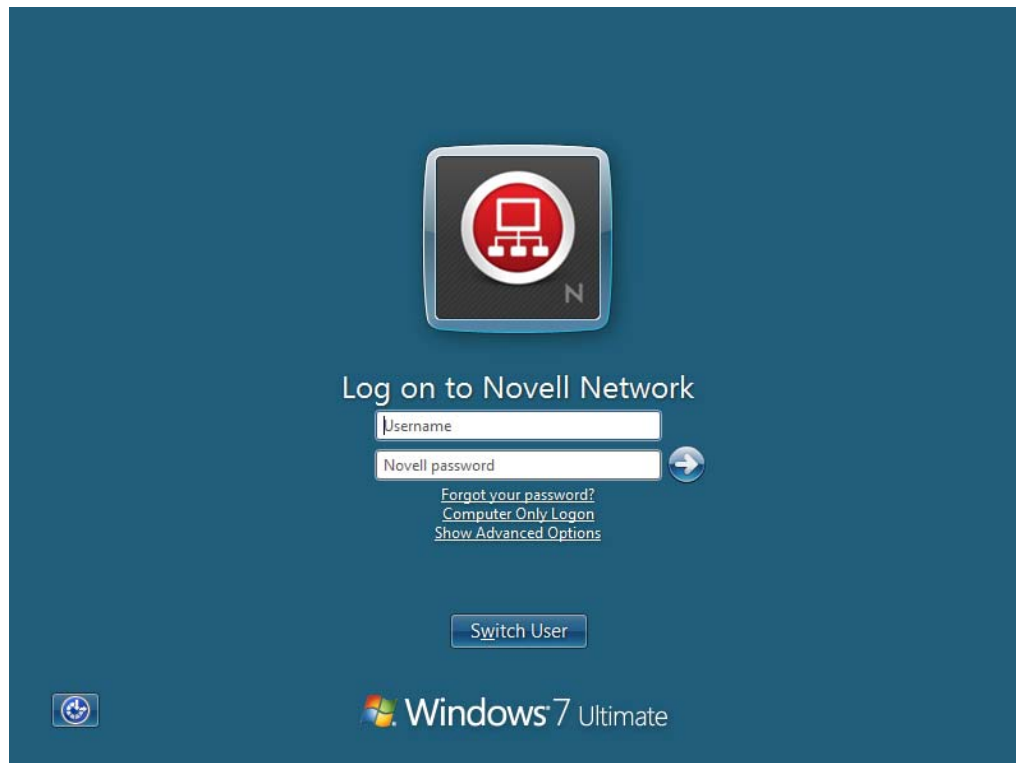 N
Log on to Novell Network
Username
Novell password
Forgot your password?
Computer Only Logon
Show Advanced Options
Switch User
Windows 7 Ultimate